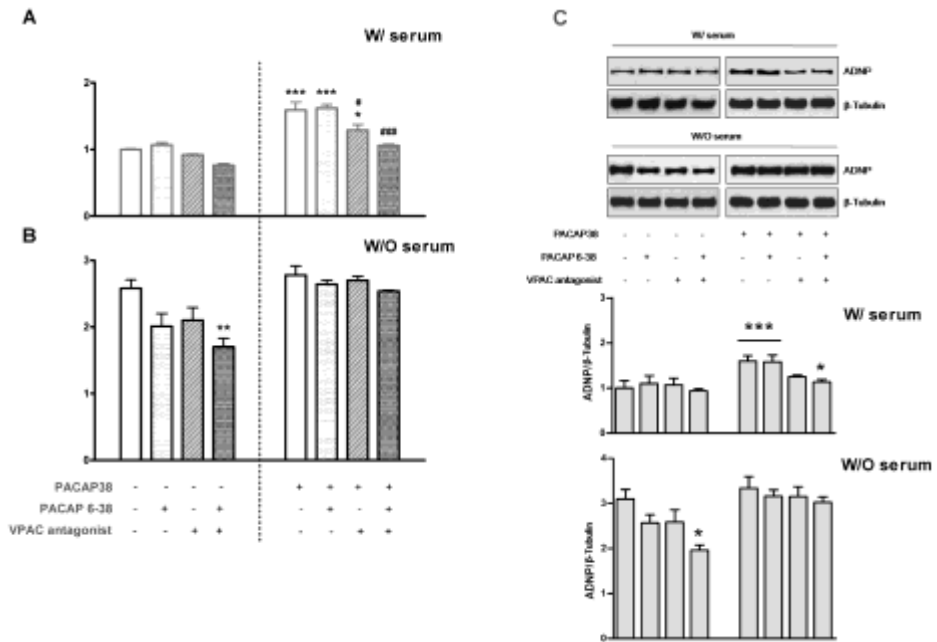 A
W/ serum
2
***
***
#
*
###
1
0
B
W/O serum
3
**
2
1
0
PACAP38 - - - - + + + +
PACAP 6-38 - + - + - + - +
VPAC antagonist - - + + - - + +
C
W/ serum
ADNP
β-Tubulin
W/O serum
ADNP
β-Tubulin
PACAP38 - - - - + + + +
PACAP 6-38 - + - + - + - +
VPAC antagonist - - + + - - + +
W/ serum
ADNP/β-Tubulin
3
***
2
*
1
0
W/O serum
ADNP/β-Tubulin
4
3
*
2
1
0